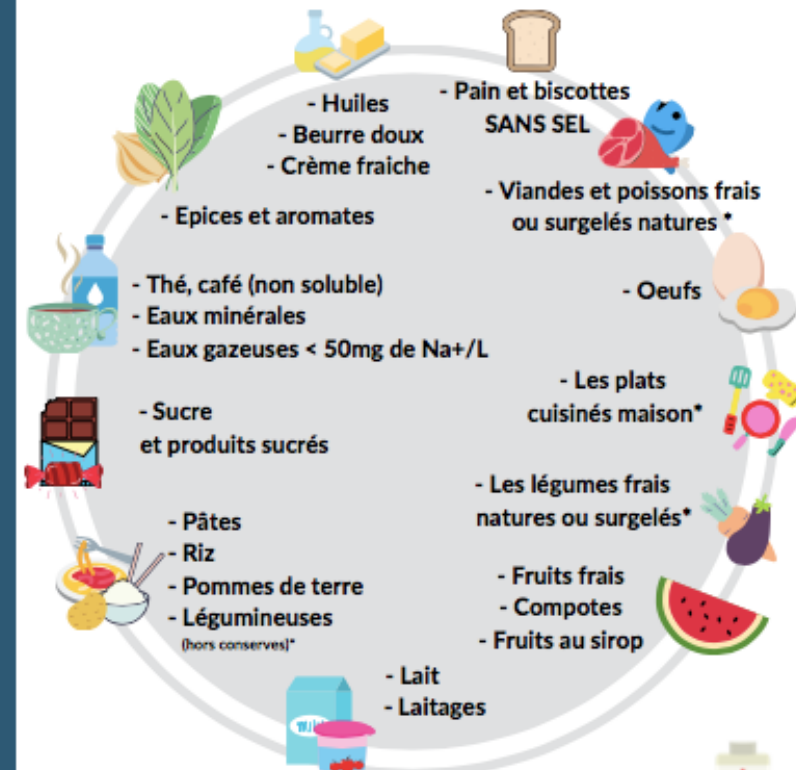 - Huiles
- Beurre doux
- Crème fraiche
- Pain et biscottes
SANS SEL
- Viandes et poissons frais
ou surgelés natures *
- Epices et aromates
- Thé, café (non soluble)
- Eaux minérales
- Eaux gazeuses < 50mg de Na+/L
- Oeufs
- Les plats
cuisinés maison*
- Sucre
et produits sucrés
- Les légumes frais
natures ou surgelés*
- Pâtes
- Riz
- Pommes de terre
- Légumineuses
(hors conserves)*
- Fruits frais
- Compotes
- Fruits au sirop
- Lait
- Laitages